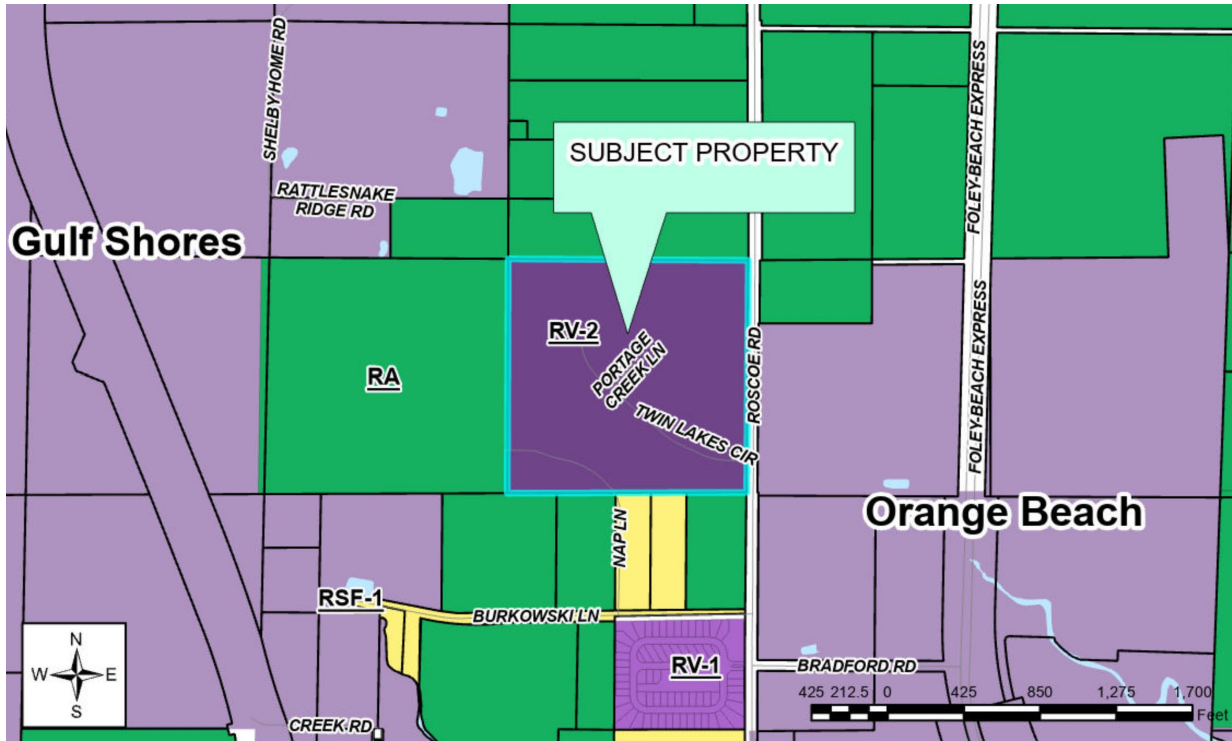 SHELBY HOME RD
SUBJECT PROPERTY
FOLEY-BEACH EXPRESS
RATTLESNAKE
RIDGE RD
Gulf Shores
RV-2
PORTAGE
CREEK LN
ROSCOE RD
FOLEY-BEACH EXPRESS
RA
TWIN LAKES CIR
Orange Beach
NAP LN
RSF-1
BURKOWSKI LN
RV-1
BRADFORD RD
N
W E
S
425 212.5 0 425 850 1,275 1,700
Feet
CREEK RD